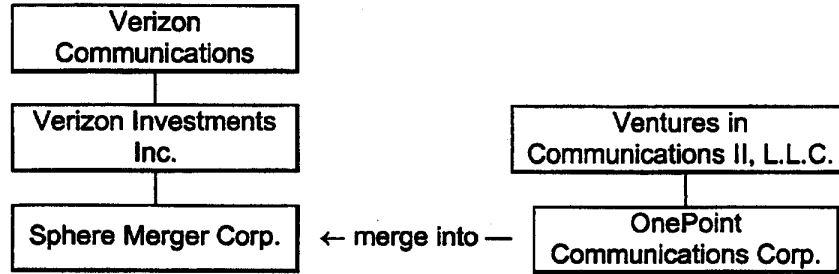 Verizon
Communications
Verizon Investments
Inc.
Ventures in
Communications II, L.L.C.
Sphere Merger Corp.
← merge into —
OnePoint
Communications Corp.